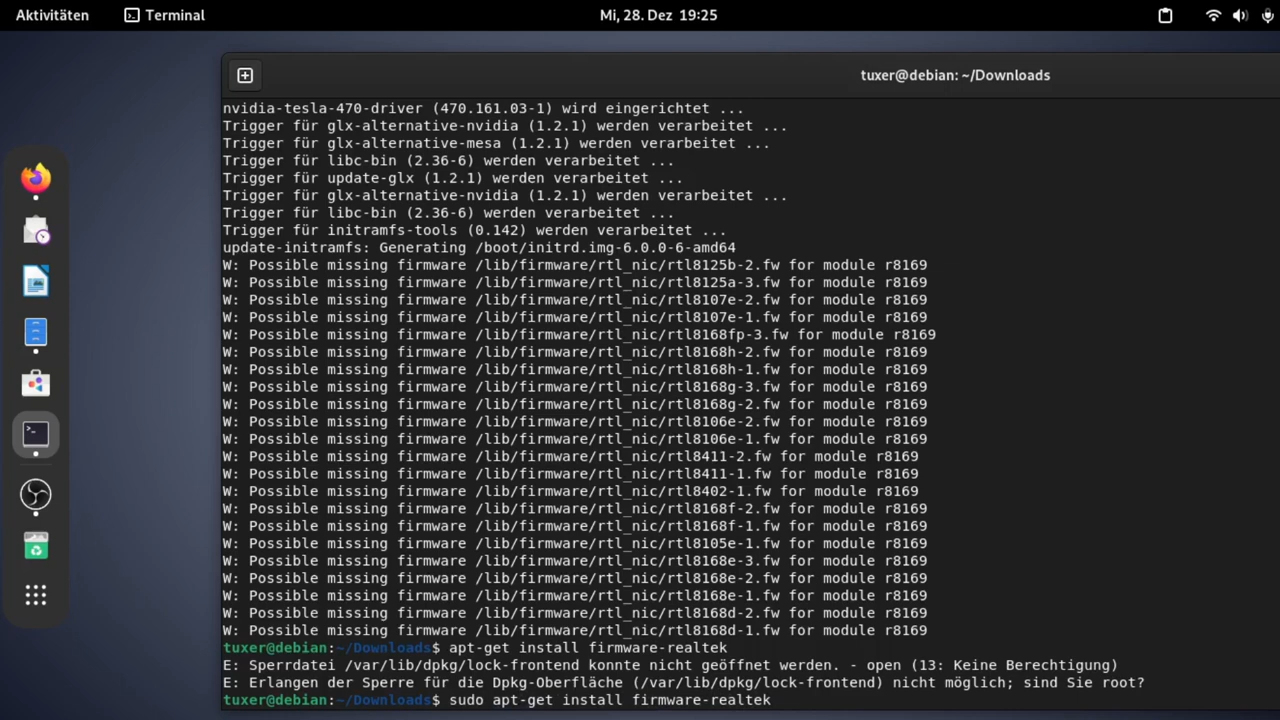 Aktivitäten
Terminal
Mi, 28. Dez 19:25
tuxer@debian: ~/Downloads
nvidia-tesla-470-driver (470.161.03-1) wird eingerichtet ...
Trigger für glx-alternative-nvidia (1.2.1) werden verarbeitet ...
Trigger für glx-alternative-mesa (1.2.1) werden verarbeitet ...
Trigger für libc-bin (2.36-6) werden verarbeitet ...
Trigger für update-glx (1.2.1) werden verarbeitet ...
Trigger für glx-alternative-nvidia (1.2.1) werden verarbeitet ...
Trigger für libc-bin (2.36-6) werden verarbeitet ...
Trigger für initramfs-tools (0.142) werden verarbeitet ...
update-initramfs: Generating /boot/initrd.img-6.0.0-6-amd64
W: Possible missing firmware /lib/firmware/rtl_nic/rtl8125b-2.fw for module r8169
W: Possible missing firmware /lib/firmware/rtl_nic/rtl8125a-3.fw for module r8169
W: Possible missing firmware /lib/firmware/rtl_nic/rtl8107e-2.fw for module r8169
W: Possible missing firmware /lib/firmware/rtl_nic/rtl8107e-1.fw for module r8169
W: Possible missing firmware /lib/firmware/rtl_nic/rtl8168fp-3.fw for module r8169
W: Possible missing firmware /lib/firmware/rtl_nic/rtl8168h-2.fw for module r8169
W: Possible missing firmware /lib/firmware/rtl_nic/rtl8168h-1.fw for module r8169
W: Possible missing firmware /lib/firmware/rtl_nic/rtl8168g-3.fw for module r8169
W: Possible missing firmware /lib/firmware/rtl_nic/rtl8168g-2.fw for module r8169
W: Possible missing firmware /lib/firmware/rtl_nic/rtl8106e-2.fw for module r8169
W: Possible missing firmware /lib/firmware/rtl_nic/rtl8106e-1.fw for module r8169
W: Possible missing firmware /lib/firmware/rtl_nic/rtl8411-2.fw for module r8169
W: Possible missing firmware /lib/firmware/rtl_nic/rtl8411-1.fw for module r8169
W: Possible missing firmware /lib/firmware/rtl_nic/rtl8402-1.fw for module r8169
W: Possible missing firmware /lib/firmware/rtl_nic/rtl8168f-2.fw for module r8169
W: Possible missing firmware /lib/firmware/rtl_nic/rtl8168f-1.fw for module r8169
W: Possible missing firmware /lib/firmware/rtl_nic/rtl8105e-1.fw for module r8169
W: Possible missing firmware /lib/firmware/rtl_nic/rtl8168e-3.fw for module r8169
W: Possible missing firmware /lib/firmware/rtl_nic/rtl8168e-2.fw for module r8169
W: Possible missing firmware /lib/firmware/rtl_nic/rtl8168e-1.fw for module r8169
W: Possible missing firmware /lib/firmware/rtl_nic/rtl8168d-2.fw for module r8169
W: Possible missing firmware /lib/firmware/rtl_nic/rtl8168d-1.fw for module r8169
tuxer@debian:~/Downloads$ apt-get install firmware-realtek
E: Sperrdatei /var/lib/dpkg/lock-frontend konnte nicht geöffnet werden. - open (13: Keine Berechtigung)
E: Erlangen der Sperre für die Dpkg-Oberfläche (/var/lib/dpkg/lock-frontend) nicht möglich; sind Sie root?
tuxer@debian:~/Downloads$ sudo apt-get install firmware-realtek